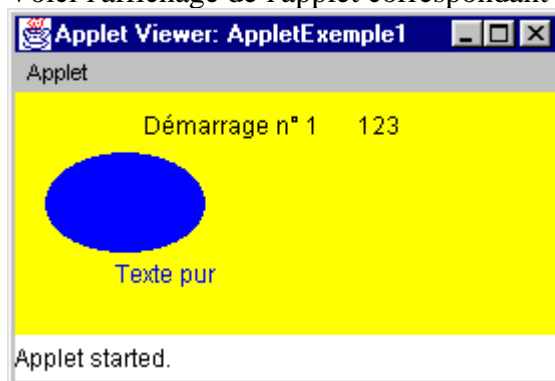 Voici l'affichage de l'applet correspondant
Applet Viewer: AppletExemple1
Applet
Démarrage n° 1 123
Texte pur
Applet started.